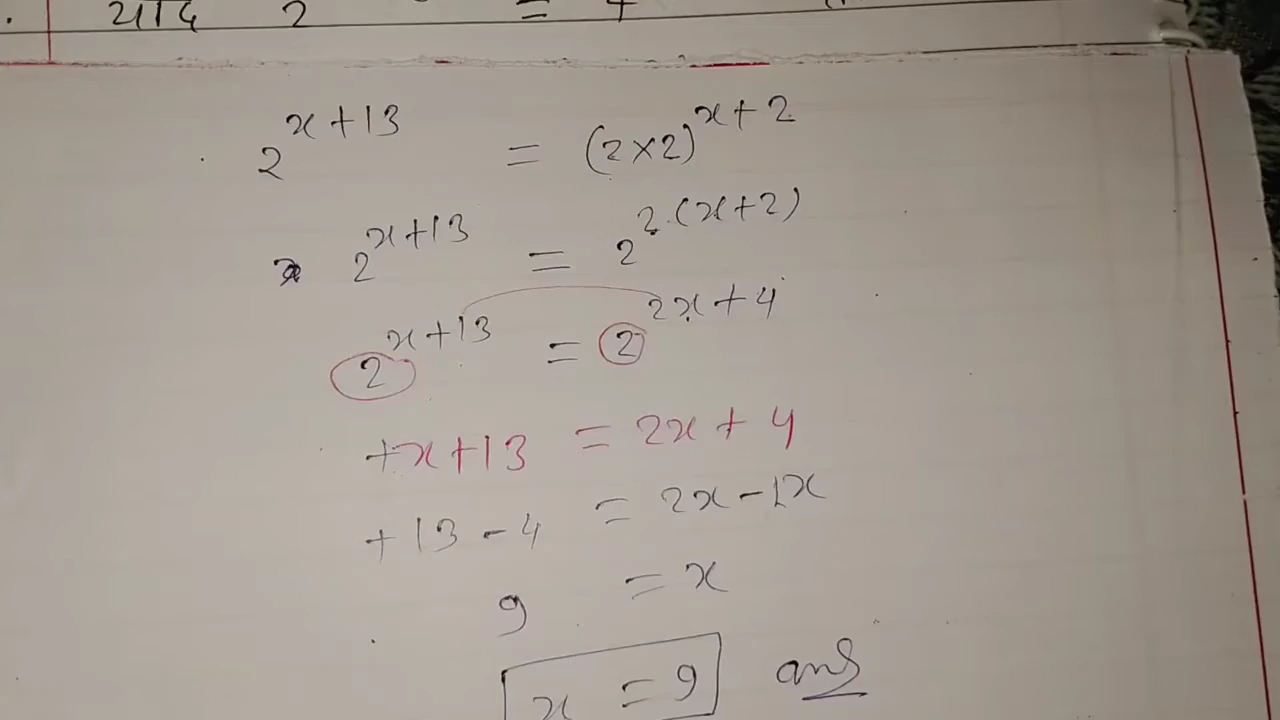 2^{x+13} = (2×2)^{x+2}
2^{x+13} = 2^{2.(x+2)}
2^{x+13} = 2^{2x+4}
+x+13 = 2x+4
+13-4 = 2x-1x
9 = x
x = 9 ans